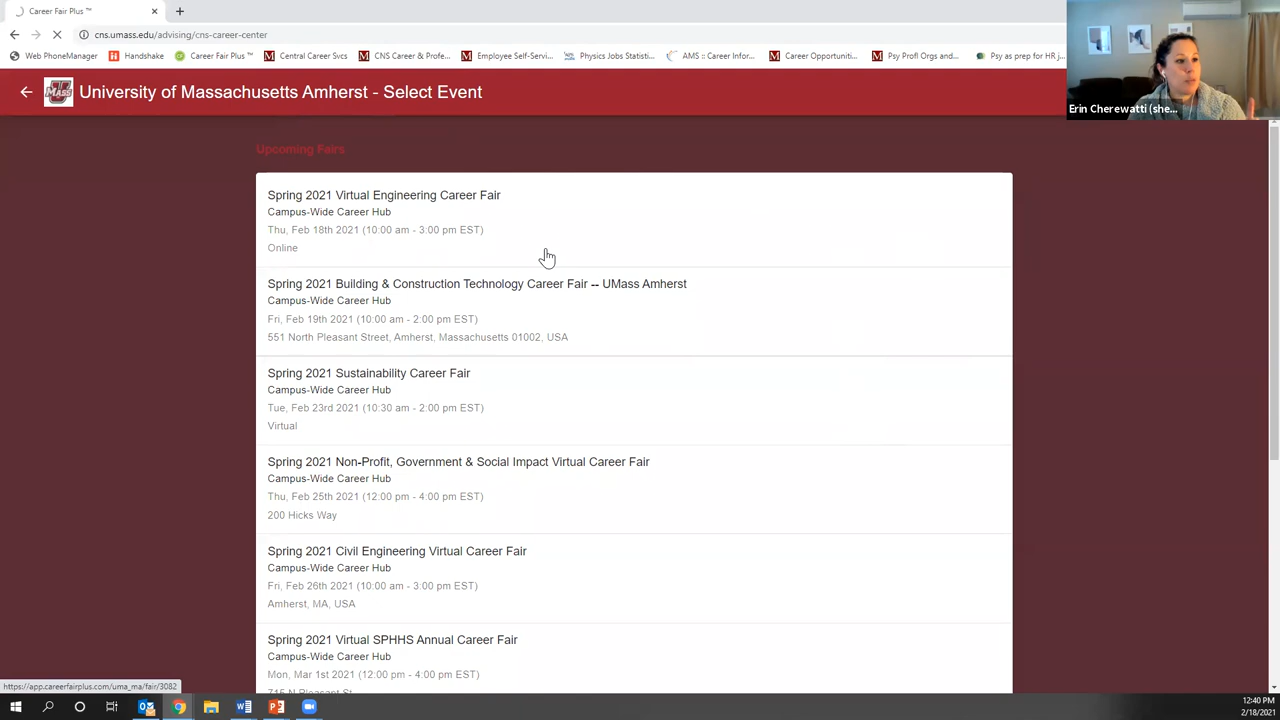 Career Fair Plus ™
cns.umass.edu/advising/cns-career-center
Web PhoneManager
Handshake
Career Fair Plus ™
Central Career Svcs
CNS Career & Profe...
Employee Self-Servi...
Physics Jobs Statisti...
AMS :: Career Infor...
Career Opportuniti...
Psy Profl Orgs and...
Psy as prep for HR j...
Erin Cherewatti (she...
UMASS
University of Massachusetts Amherst - Select Event
Upcoming Fairs
Spring 2021 Virtual Engineering Career Fair
Campus-Wide Career Hub
Thu, Feb 18th 2021 (10:00 am - 3:00 pm EST)
Online
Spring 2021 Building & Construction Technology Career Fair -- UMass Amherst
Campus-Wide Career Hub
Fri, Feb 19th 2021 (10:00 am - 2:00 pm EST)
551 North Pleasant Street, Amherst, Massachusetts 01002, USA
Spring 2021 Sustainability Career Fair
Campus-Wide Career Hub
Tue, Feb 23rd 2021 (10:30 am - 2:00 pm EST)
Virtual
Spring 2021 Non-Profit, Government & Social Impact Virtual Career Fair
Campus-Wide Career Hub
Thu, Feb 25th 2021 (12:00 pm - 4:00 pm EST)
200 Hicks Way
Spring 2021 Civil Engineering Virtual Career Fair
Campus-Wide Career Hub
Fri, Feb 26th 2021 (10:00 am - 3:00 pm EST)
Amherst, MA, USA
Spring 2021 Virtual SPHHS Annual Career Fair
Campus-Wide Career Hub
Mon, Mar 1st 2021 (12:00 pm - 4:00 pm EST)
715 N Pleasant St
https://app.careerfairplus.com/uma_ma/fair/3082
12:40 PM
2/18/2021